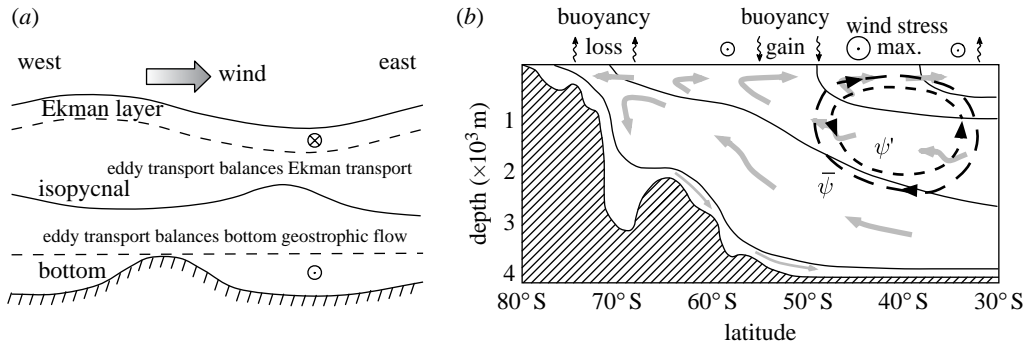 (a)
west
wind
east
Ekman layer
eddy transport balances Ekman transport
isopycnal
eddy transport balances bottom geostrophic flow
bottom
(b)
buoyancy
loss
buoyancy
gain
wind stress
max.
depth (×10³ m)
1
2
3
4
ψ'
ψ̅
80° S 70° S 60° S 50° S 40° S 30° S
latitude